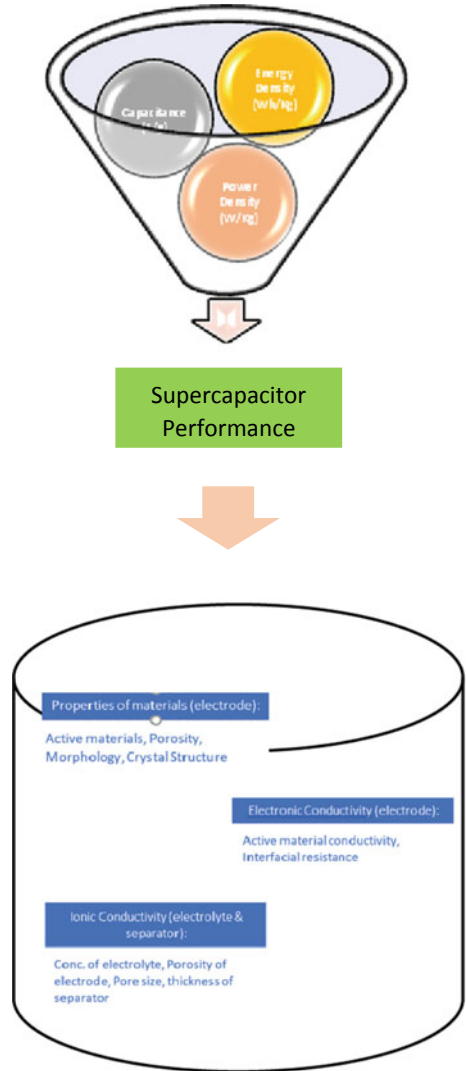 Energy
Density
(Wh/Kg)
Capacitance
Power
Density
(W/Kg)
Supercapacitor
Performance
Properties of materials (electrode):
Active materials, Porosity,
Morphology, Crystal Structure
Electronic Conductivity (electrode):
Active material conductivity,
Interfacial resistance
Ionic Conductivity (electrolyte &
separator):
Conc. of electrolyte, Porosity of
electrode, Pore size, thickness of
separator